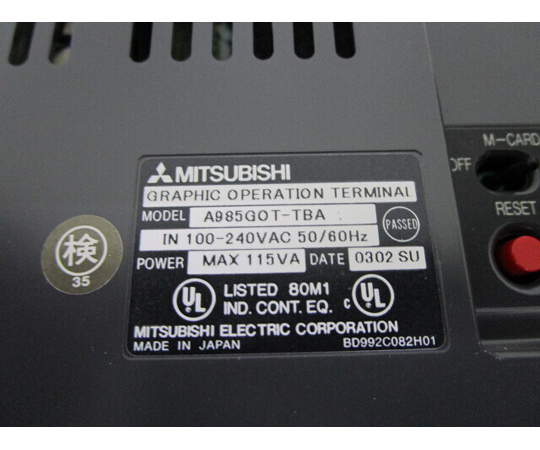 MITSUBISHI
GRAPHIC OPERATION TERMINAL
MODEL A985GOT-TBA
IN 100-240VAC 50/60Hz
PASSED
POWER MAX 115VA DATE 0302 SU
UL LISTED 80M1 c UL
IND. CONT. EQ.
MITSUBISHI ELECTRIC CORPORATION
MADE IN JAPAN BD992C082H01
検
35
M-CARD
OFF
RESET